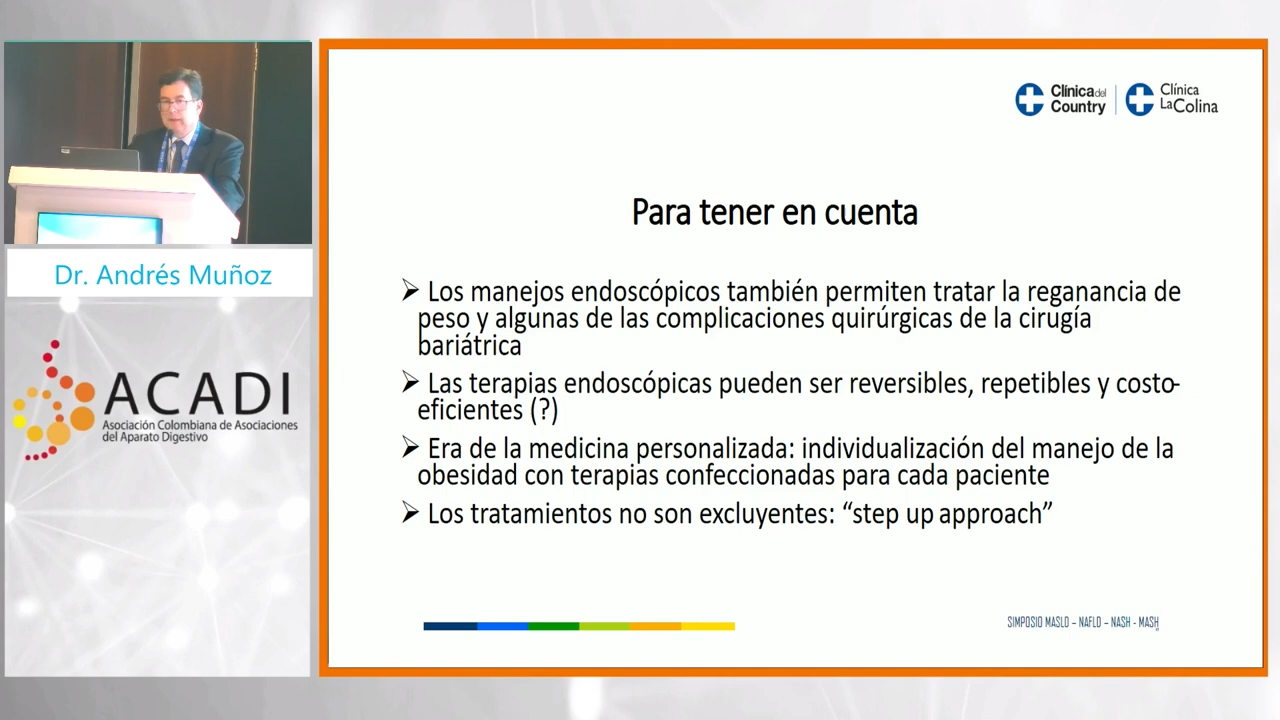 Clínica del Country
Clínica La Colina
Para tener en cuenta
Los manejos endoscópicos también permiten tratar la reganancia de
peso y algunas de las complicaciones quirúrgicas de la cirugía
bariátrica
Las terapias endoscópicas pueden ser reversibles, repetibles y costo-
eficientes (?)
Era de la medicina personalizada: individualización del manejo de la
obesidad con terapias confeccionadas para cada paciente
Los tratamientos no son excluyentes: “step up approach”
SIMPOSIO MASLD – NAFLD – NASH - MASH
Dr. Andrés Muñoz
ACADI
Asociación Colombiana de Asociaciones
del Aparato Digestivo